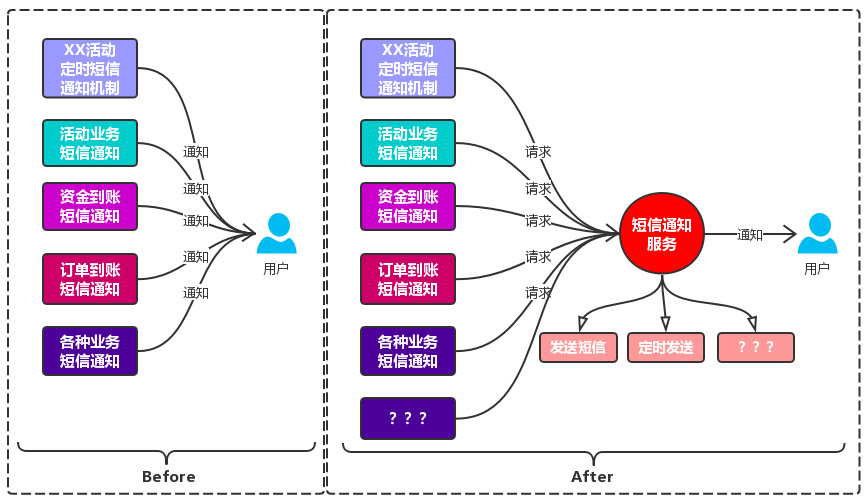 XX活动
定时短信
通知机制
活动业务
短信通知
资金到账
短信通知
订单到账
短信通知
各种业务
短信通知
通知
通知
通知
通知
通知
用户
Before
XX活动
定时短信
通知机制
活动业务
短信通知
资金到账
短信通知
订单到账
短信通知
各种业务
短信通知
？？？
请求
请求
请求
请求
请求
短信通知
服务
通知
用户
发送短信
定时发送
？？？
After